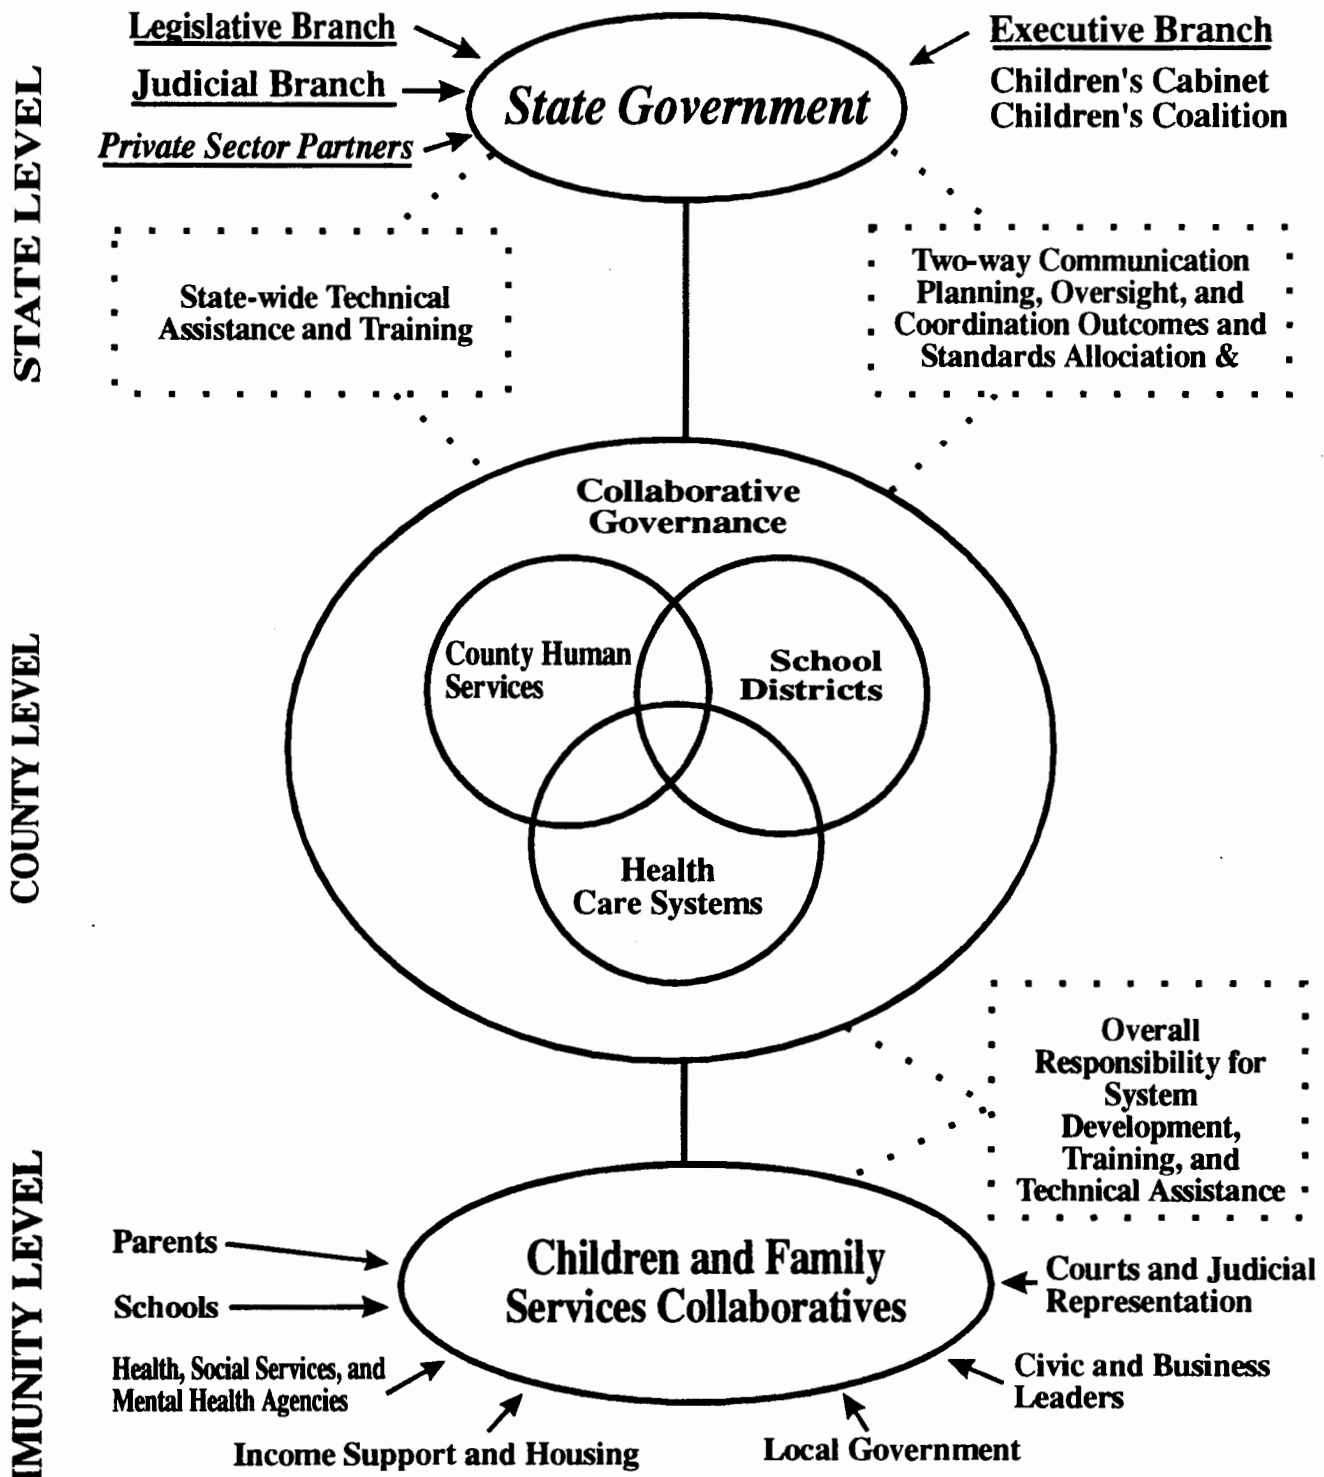 Legislative Branch
Judicial Branch
Private Sector Partners
State Government
Executive Branch
Children's Cabinet
Children's Coalition
STATE LEVEL
State-wide Technical
Assistance and Training
Two-way Communication
Planning, Oversight, and
Coordination Outcomes and
Standards Allociation &
COUNTY LEVEL
Collaborative
Governance
County Human
Services
School
Districts
Health
Care Systems
Overall
Responsibility for
System
Development,
Training, and
Technical Assistance
MMUNITY LEVEL
Parents
Schools
Health, Social Services, and
Mental Health Agencies
Income Support and Housing
Children and Family
Services Collaboratives
Local Government
Courts and Judicial
Representation
Civic and Business
Leaders